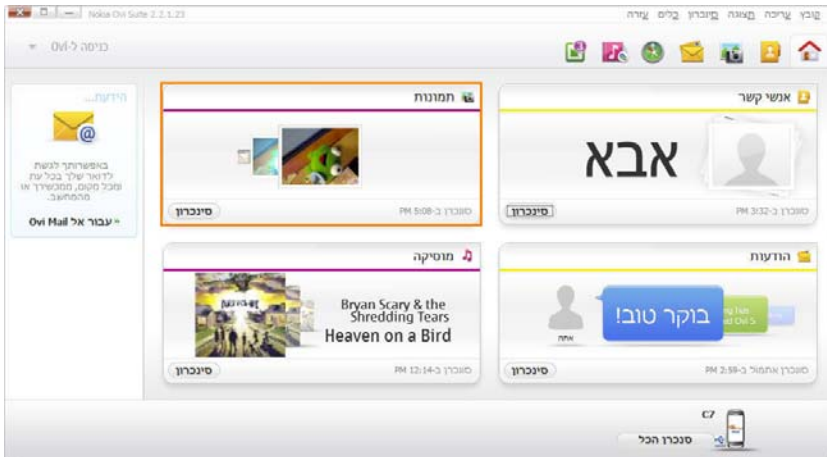 Nokia Ovi Suite 2.2.1.23
קובץ עריכה תצוגה סינכרון כלים עזרה
כניסה ל-Ovi
אנשי קשר
אבא
סונכרן ב-3:32 PM
סינכרון
תמונות
סונכרן ב-5:08 PM
סינכרון
הידעת...
באפשרותך לגשת
לדואר שלך בכל עת
ומכל מקום, ממכשירך או
מהמחשב.
עבור אל Ovi Mail
הודעות
בוקר טוב!
אתה
סונכרן אתמול ב-2:59 PM
סינכרון
מוסיקה
Bryan Scary & the
Shredding Tears
Heaven on a Bird
סונכרן ב-12:14 PM
סינכרון
C7
סנכרן הכל